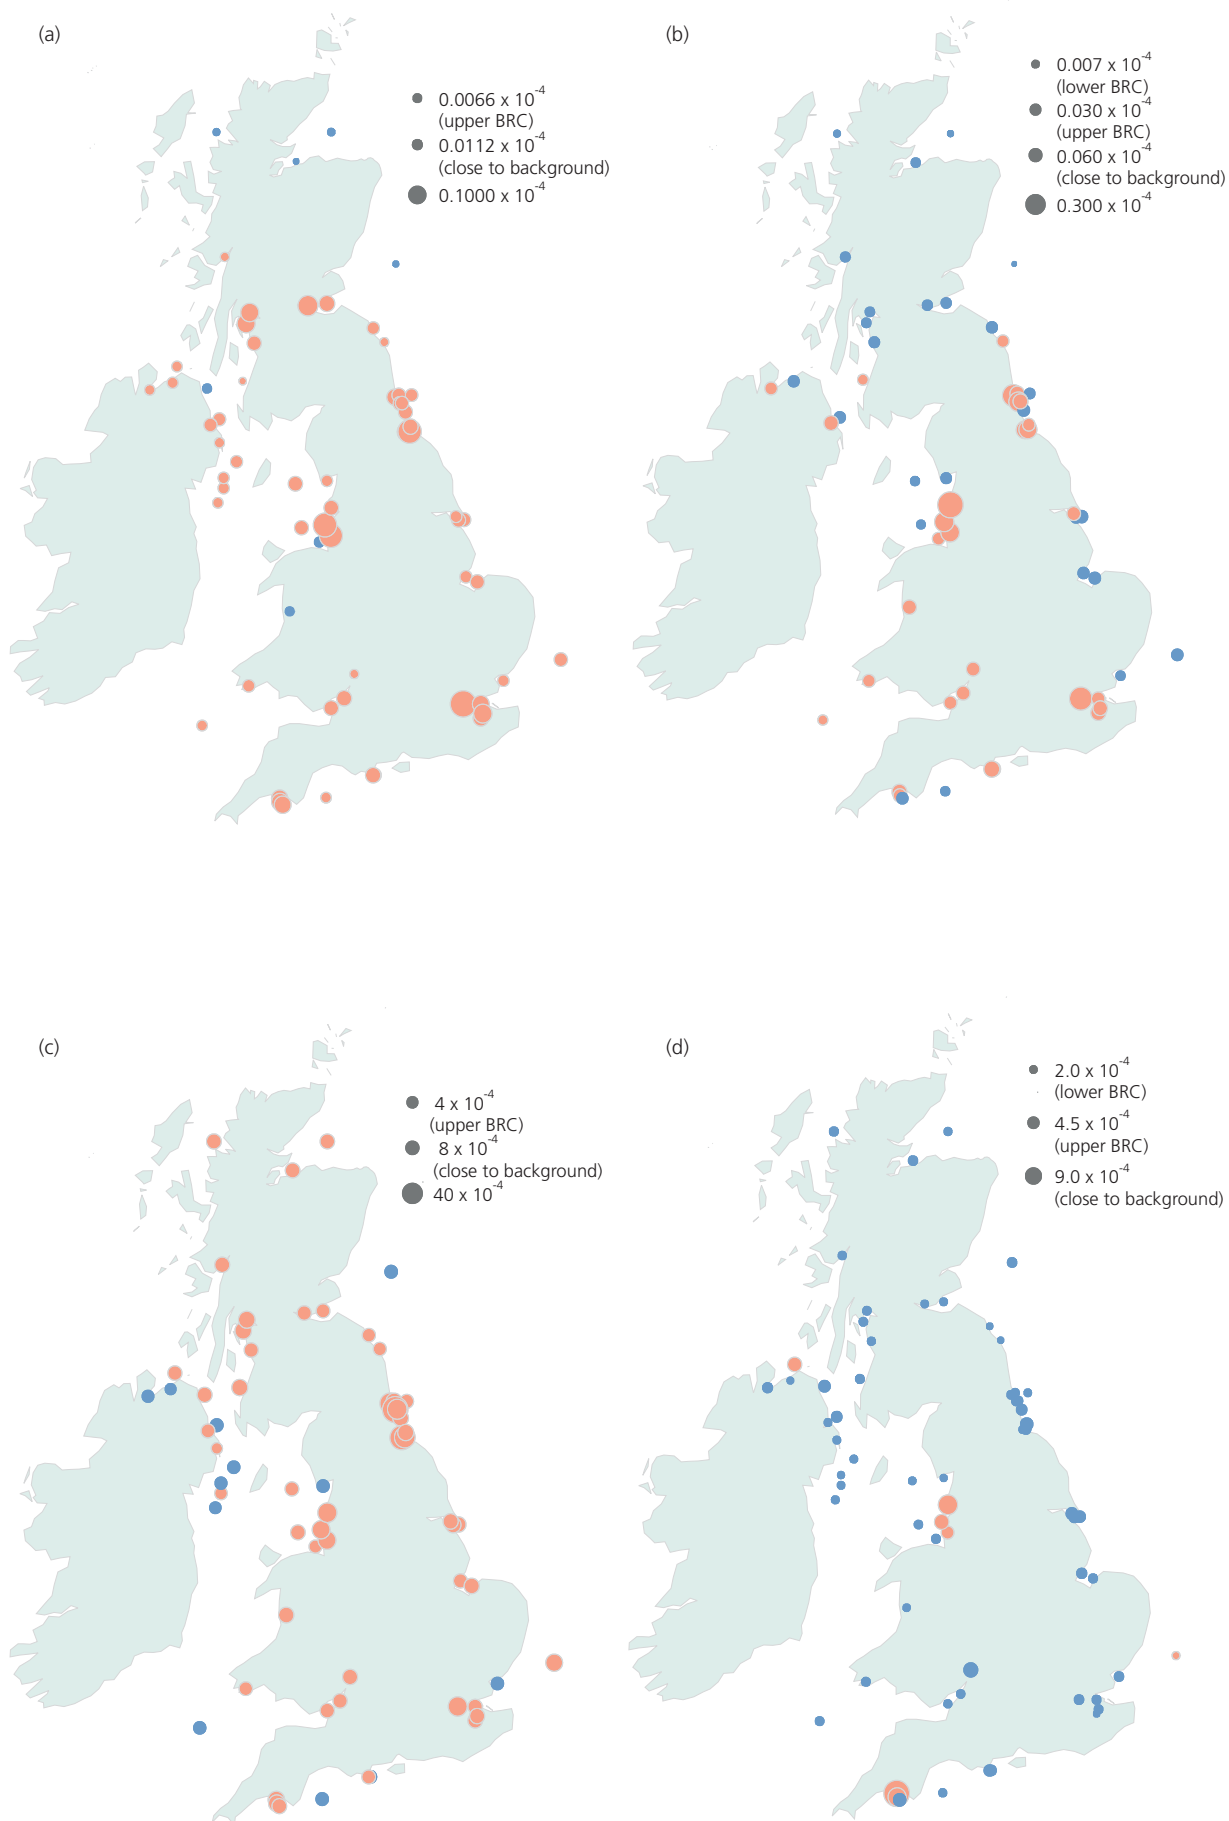 (a)
0.0066 x 10-4
(upper BRC)
0.0112 x 10-4
(close to background)
0.1000 x 10-4
(b)
0.007 x 10-4
(lower BRC)
0.030 x 10-4
(upper BRC)
0.060 x 10-4
(close to background)
0.300 x 10-4
(c)
4 x 10-4
(upper BRC)
8 x 10-4
(close to background)
40 x 10-4
(d)
2.0 x 10-4
(lower BRC)
4.5 x 10-4
(upper BRC)
9.0 x 10-4
(close to background)